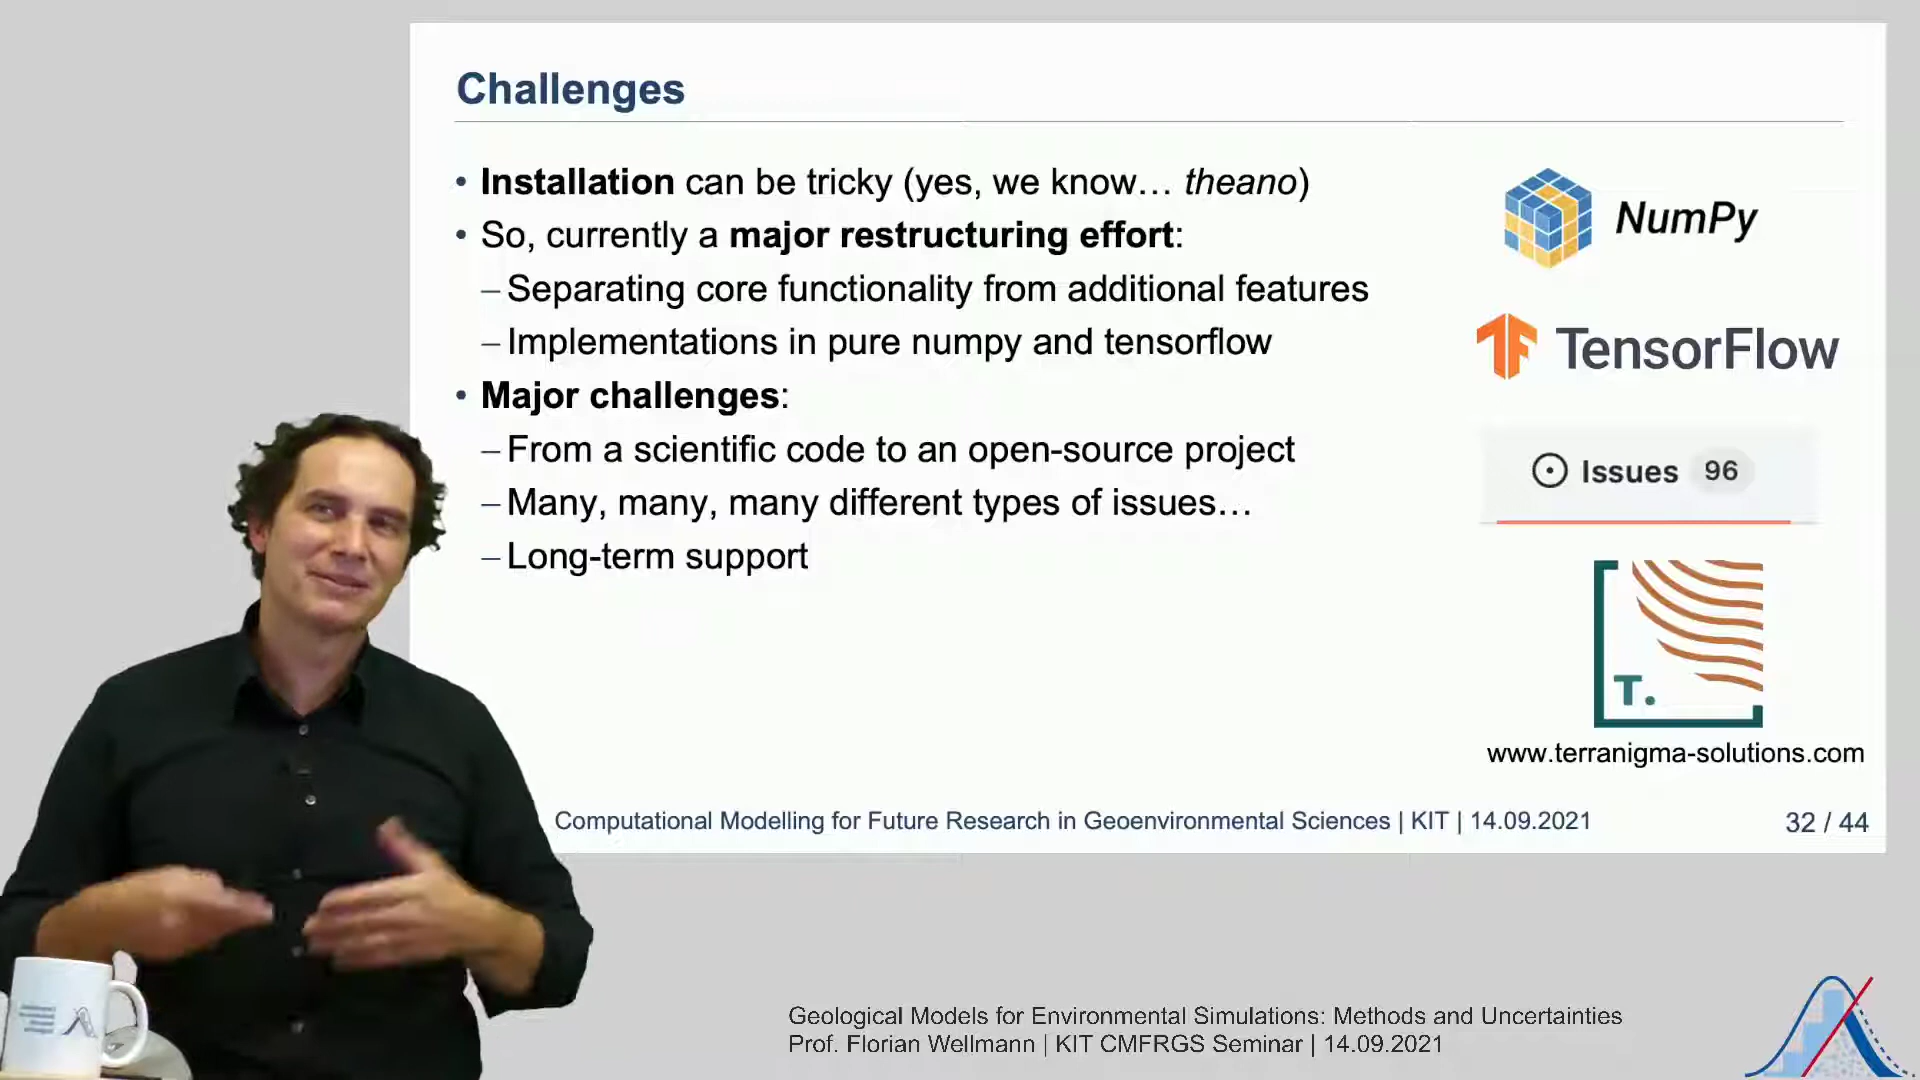 Challenges
• Installation can be tricky (yes, we know… theano)
• So, currently a major restructuring effort:
– Separating core functionality from additional features
– Implementations in pure numpy and tensorflow
• Major challenges:
– From a scientific code to an open-source project
– Many, many, many different types of issues…
– Long-term support
NumPy
TensorFlow
Issues 96
T.
www.terranigma-solutions.com
Computational Modelling for Future Research in Geoenvironmental Sciences | KIT | 14.09.2021
32 / 44
Geological Models for Environmental Simulations: Methods and Uncertainties
Prof. Florian Wellmann | KIT CMFRGS Seminar | 14.09.2021